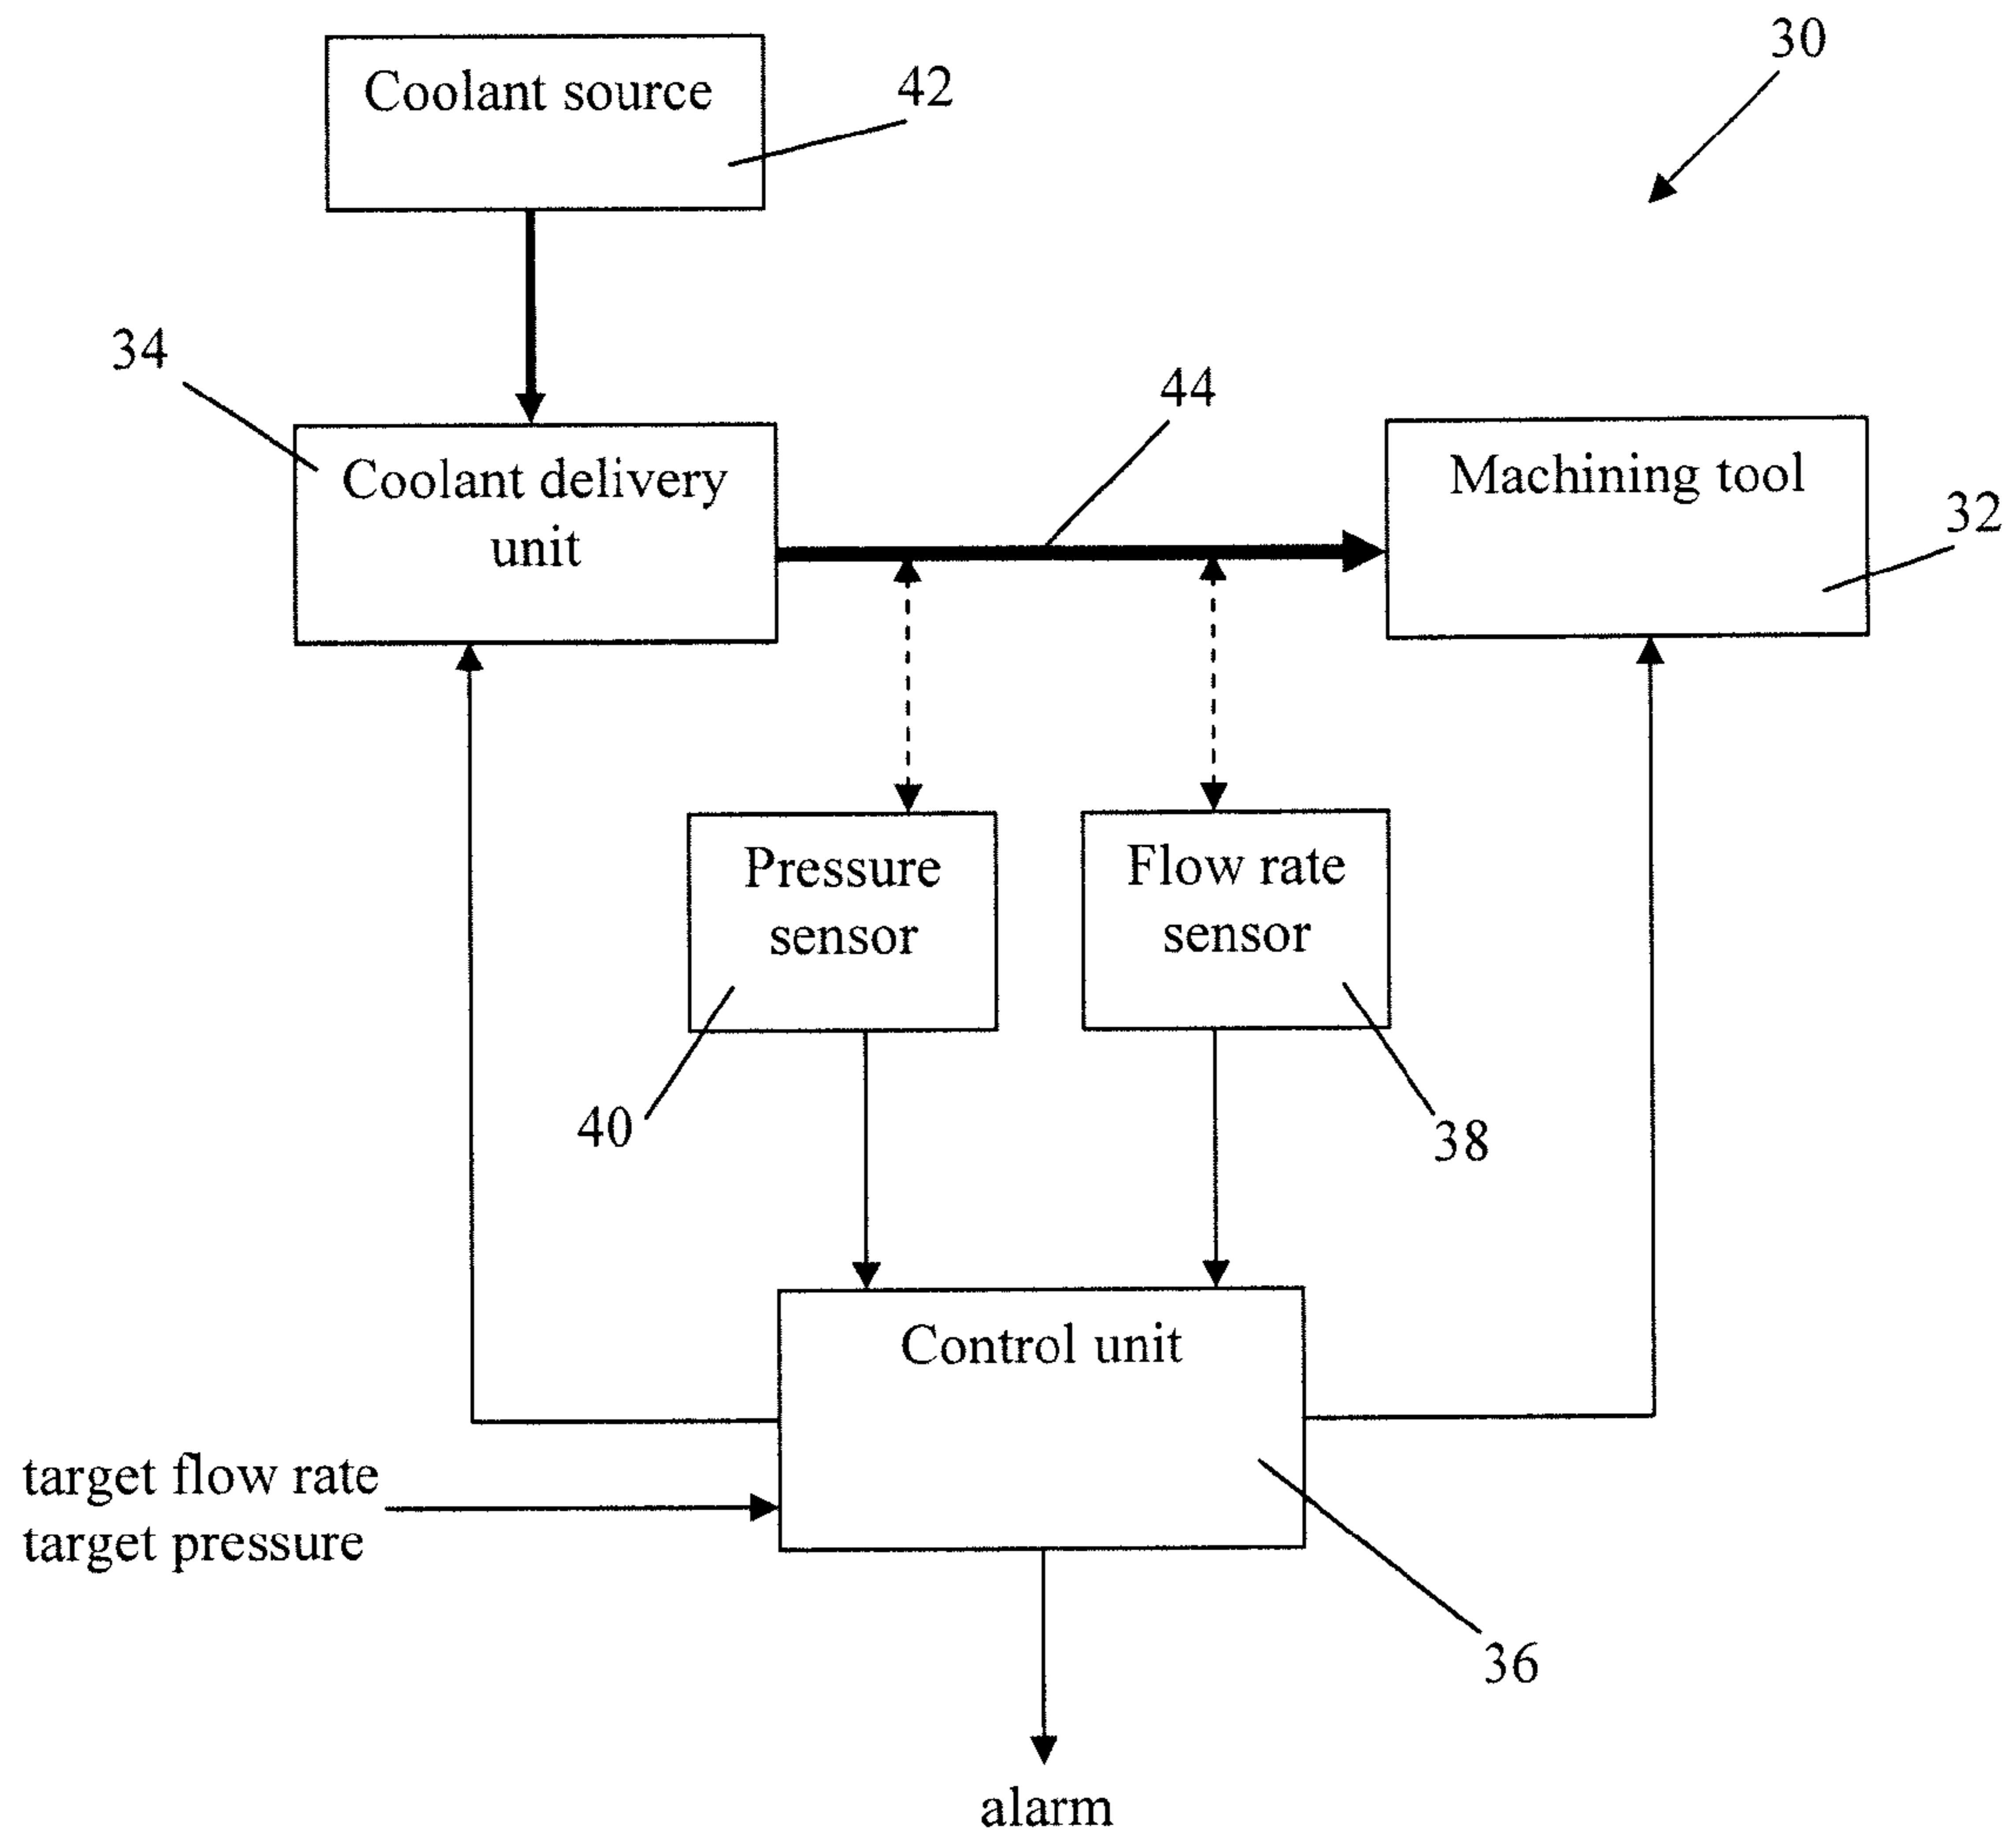 30
Coolant source
42
34
44
Coolant delivery
unit
Machining tool
32
Pressure
sensor
Flow rate
sensor
40
38
Control unit
target flow rate
target pressure
36
alarm